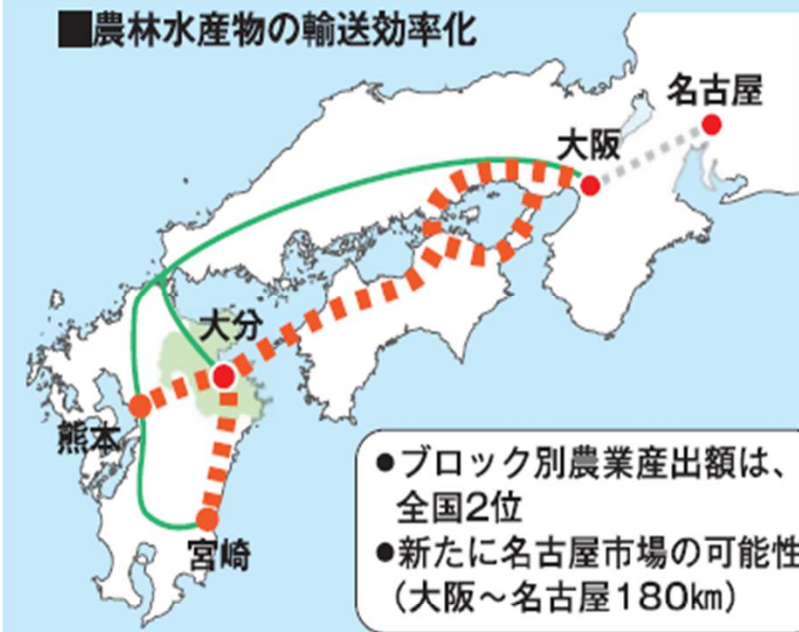 ■農林水産物の輸送効率化
名古屋
大阪
大分
熊本
宮崎
●ブロック別農業産出額は、
全国2位
●新たに名古屋市場の可能性
(大阪～名古屋180㎞)